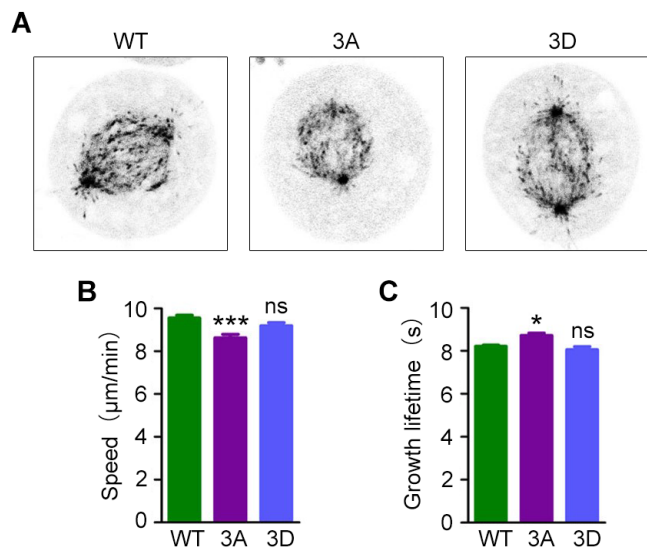 A
WT
3A
3D
B
Speed（μm/min）
10
8
6
4
2
0
***
ns
WT
3A
3D
C
Growth lifetime（s）
10
8
6
4
2
0
*
ns
WT
3A
3D